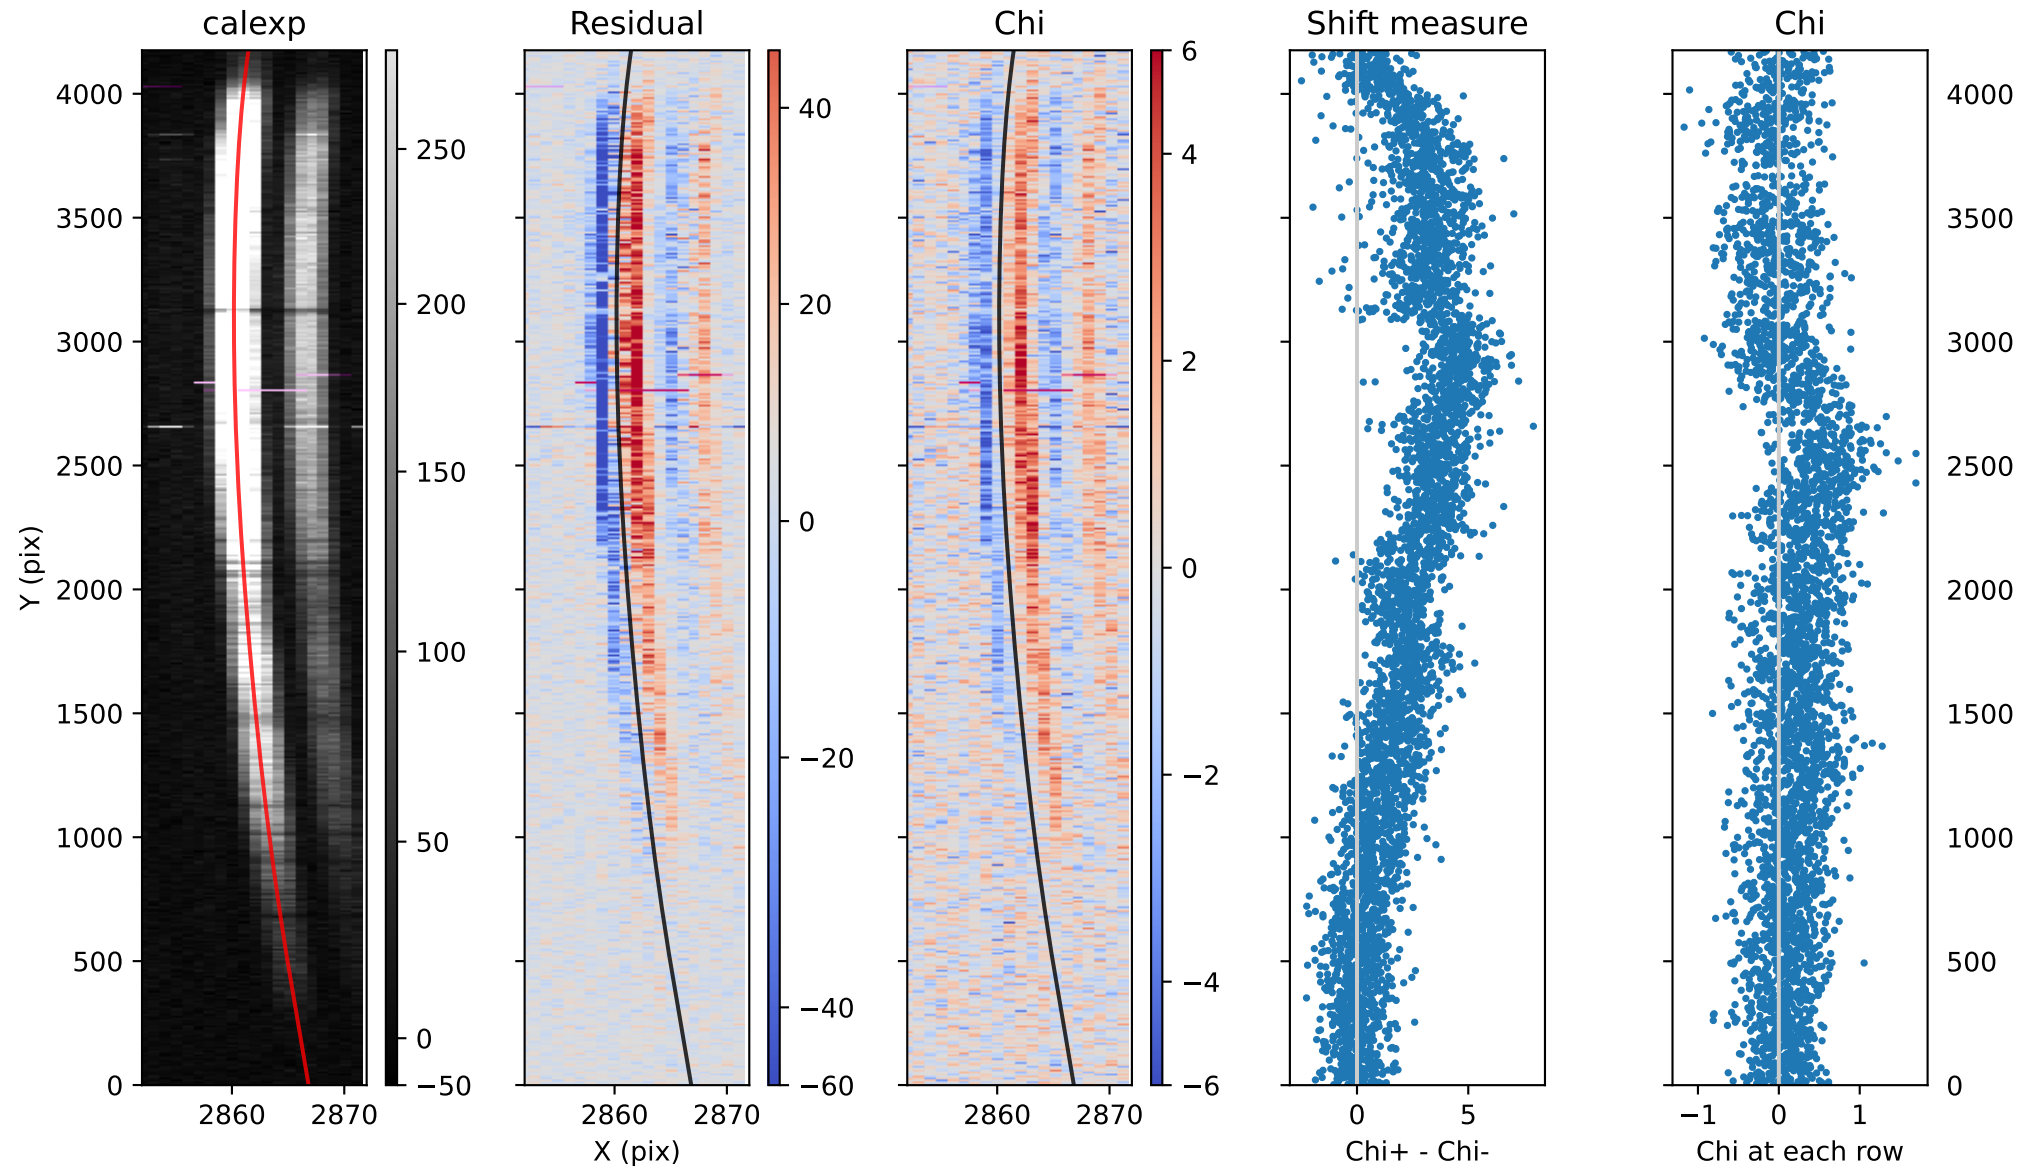 calexp Residual Chi Shift measure Chi
6
4000 250 40 4 4000
3500 3500
200 20 2
3000 3000
150
2500 0 0 2500
Y (pix)
2000 100 2000
1500 −20 −2 1500
1000 50 1000
500 −40 −4 500
0
0 −50 −60 −6 0
2860 2870 2860 2870 2860 2870 0 5 −1 0 1
X (pix) Chi+ - Chi- Chi at each row